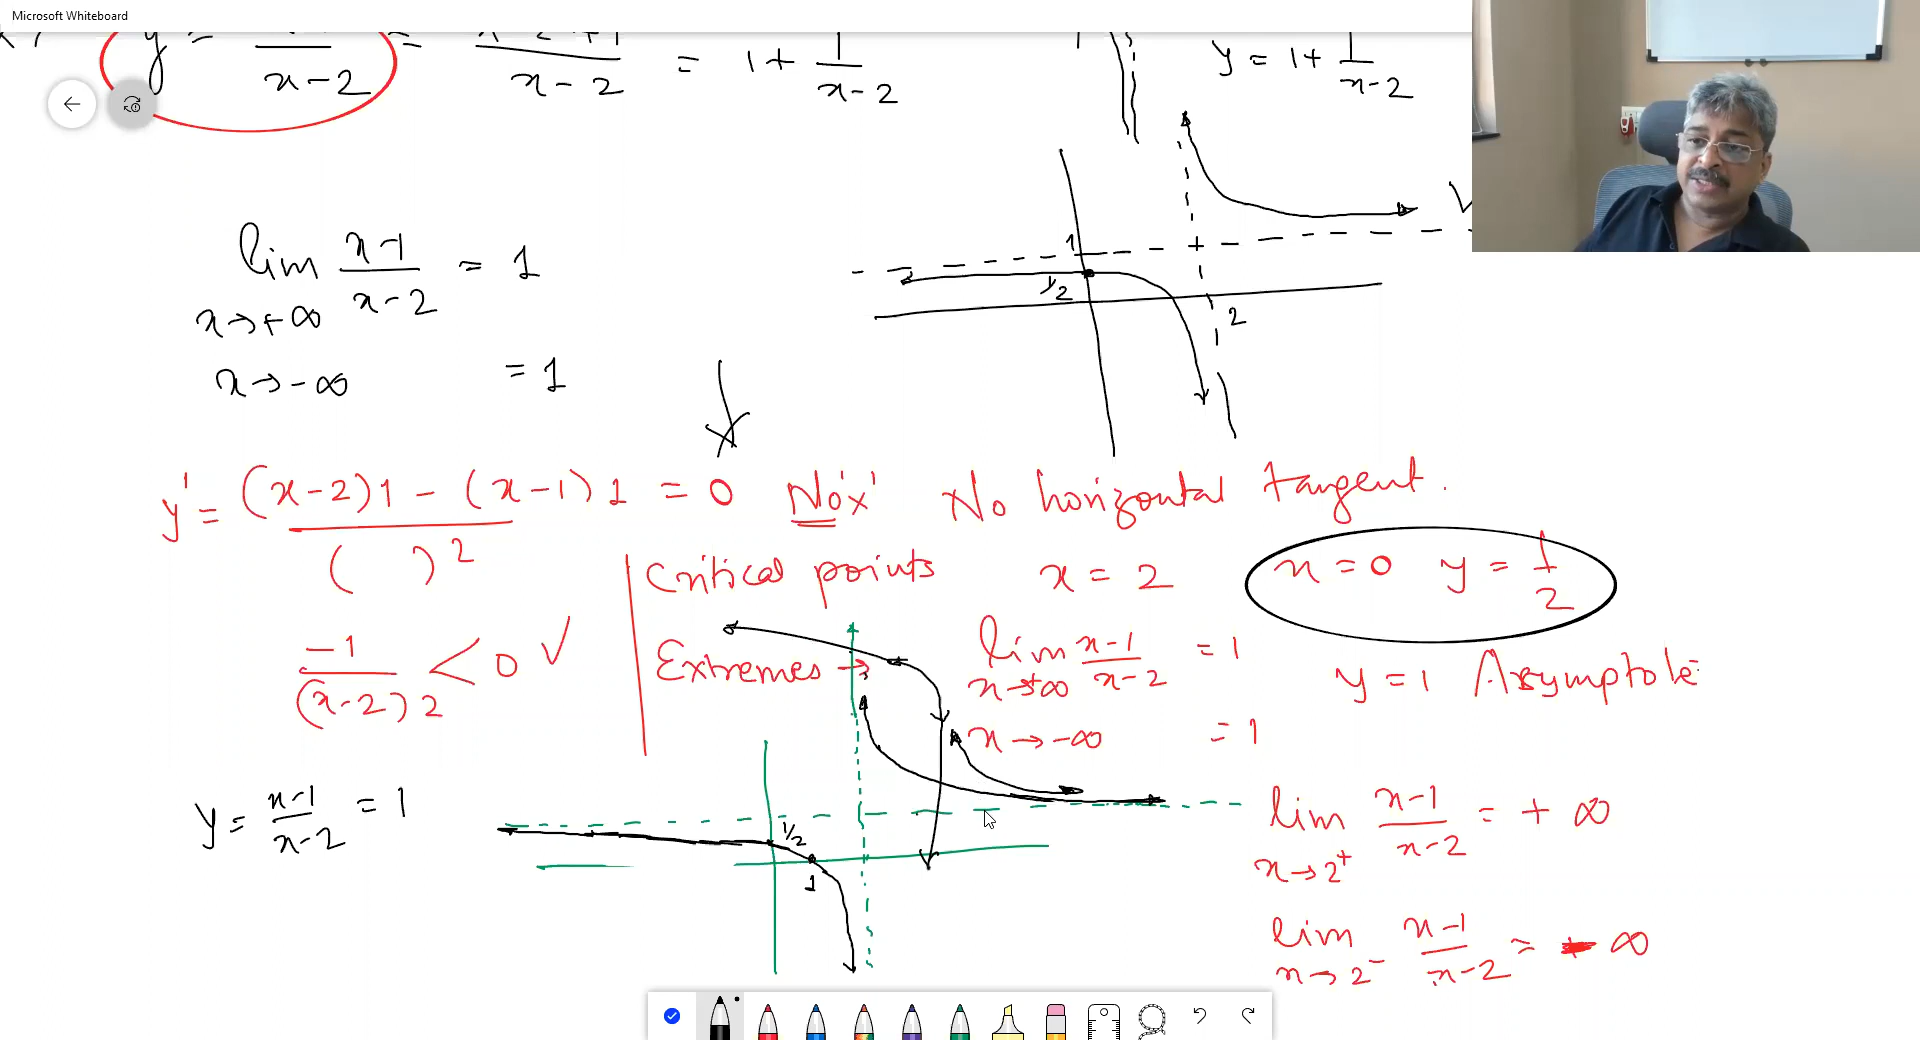 Microsoft Whiteboard
y = x-1/x-2 = x-2+1/x-2 = 1+ 1/x-2
y = 1+ 1/x-2
lim x-1/x-2 = 1
x→+∞
x→-∞ = 1
1
1/2
2
y' = (x-2)1 - (x-1)1 / ( )² = 0 No 'x' No horizontal tangent.
Critical points x = 2
x = 0 y = 1/2
-1/(x-2)2 < 0 ✓
Extremes → lim x-1/x-2 = 1
x→+∞
x→-∞ = 1
y = 1 Asymptote
y = x-1/x-2 = 1
1/2
1
lim x-1/x-2 = + ∞
x→2⁺
lim x-1/x-2 = - ∞
x→2⁻